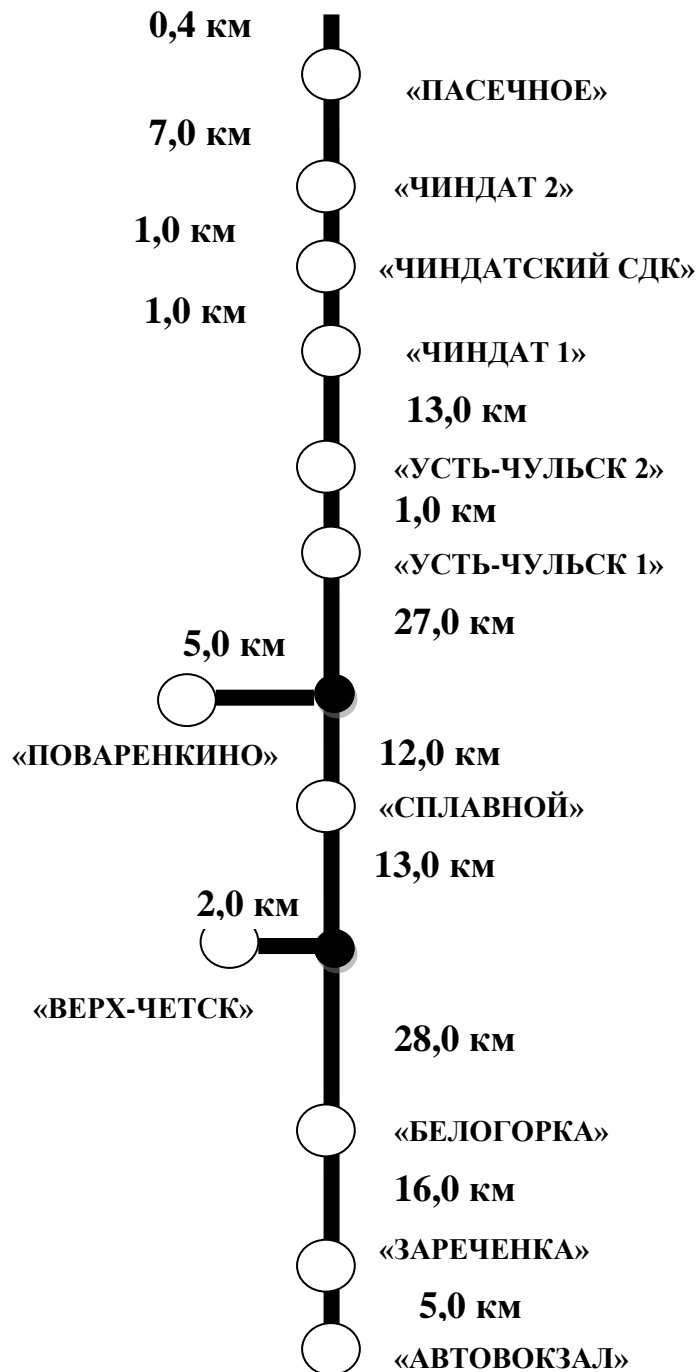 0,4 км
«ПАСЕЧНОЕ»
7,0 км
«ЧИНДАТ 2»
1,0 км
«ЧИНДАТСКИЙ СДК»
1,0 км
«ЧИНДАТ 1»
13,0 км
«УСТЬ-ЧУЛЬСК 2»
1,0 км
«УСТЬ-ЧУЛЬСК 1»
27,0 км
5,0 км
«ПОВАРЕНКИНО»
12,0 км
«СПЛАВНОЙ»
13,0 км
2,0 км
«ВЕРХ-ЧЕТСК»
28,0 км
«БЕЛОГОРКА»
16,0 км
«ЗАРЕЧЕНКА»
5,0 км
«АВТОВОКЗАЛ»